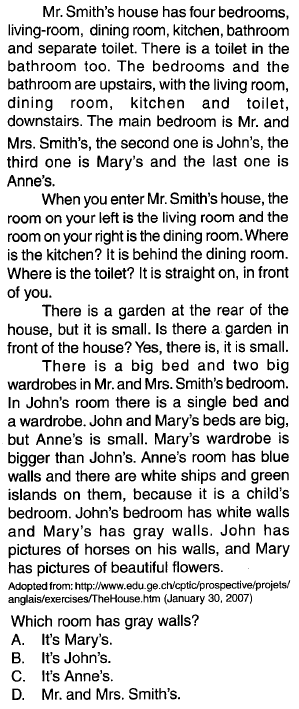 Mr. Smith's house has four bedrooms,
living-room, dining room, kitchen, bathroom
and separate toilet. There is a toilet in the
bathroom too. The bedrooms and the
bathroom are upstairs, with the living room,
dining room, kitchen and toilet,
downstairs. The main bedroom is Mr. and
Mrs. Smith's, the second one is John's, the
third one is Mary's and the last one is
Anne's.
When you enter Mr. Smith's house, the
room on your left is the living room and the
room on your right is the dining room. Where
is the kitchen? It is behind the dining room.
Where is the toilet? It is straight on, in front
of you.
There is a garden at the rear of the
house, but it is small. Is there a garden in
front of the house? Yes, there is, it is small.
There is a big bed and two big
wardrobes in Mr. and Mrs. Smith's bedroom.
In John's room there is a single bed and
a wardrobe. John and Mary's beds are big,
but Anne's is small. Mary's wardrobe is
bigger than John's. Anne's room has blue
walls and there are white ships and green
islands on them, because it is a child's
bedroom. John's bedroom has white walls
and Mary's has gray walls. John has
pictures of horses on his walls, and Mary
has pictures of beautiful flowers.
Adopted from: http://www.edu.ge.ch/cptic/prospective/projets/
anglais/exercises/TheHouse.htm (January 30, 2007)
Which room has gray walls?
A. It's Mary's.
B. It's John's.
C. It's Anne's.
D. Mr. and Mrs. Smith's.